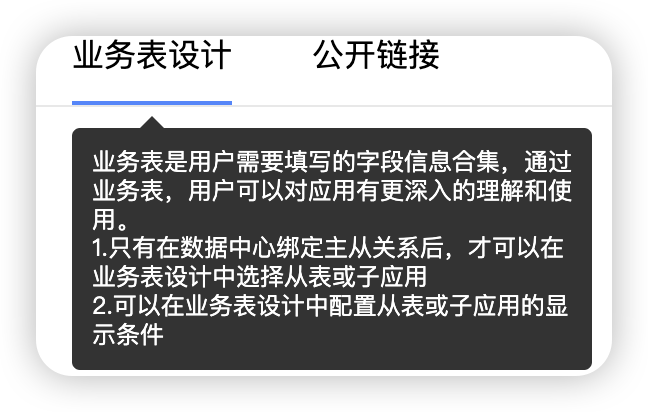 业务表设计 公开链接
业务表是用户需要填写的字段信息合集，通过
业务表，用户可以对应用有更深入的理解和使
用。
1.只有在数据中心绑定主从关系后，才可以在
业务表设计中选择从表或子应用
2.可以在业务表设计中配置从表或子应用的显
示条件